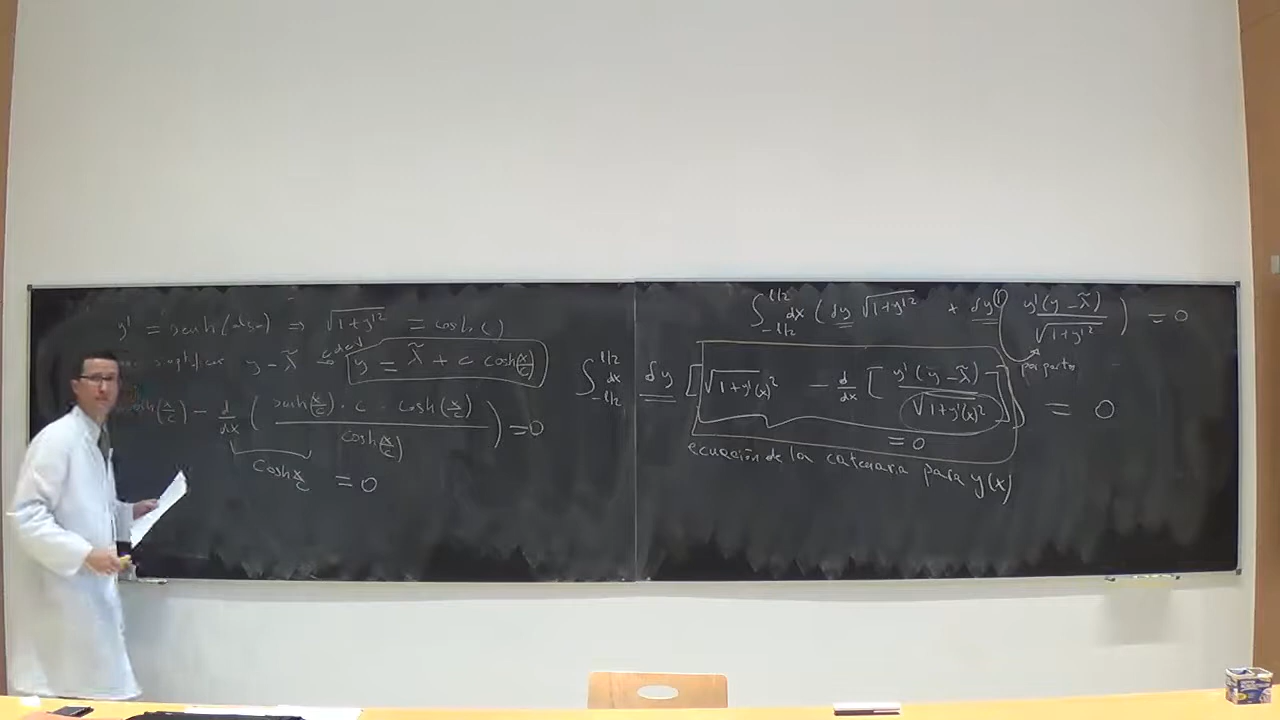 y' = senh( ) ⇒ √(1+y'²) = cosh( )
simplificar y - λ̃ → y = λ̃ + c cosh(x/c)
cosh(x/c) - d/dx ( senh(x/c) · c · cosh(x/c) / cosh(x/c) ) = 0
cosh x/c = 0
∫_{-l/2}^{l/2} dx ( δy √(1+y'²) + δy' y'(y - λ̃) / √(1+y'²) ) = 0
por partes
∫_{-l/2}^{l/2} dx δy [ √(1+y'(x)²) - d/dx [ y'(y - λ̃) / √(1+y'(x)²) ] ] = 0
= 0
ecuación de la catenaria para y(x)